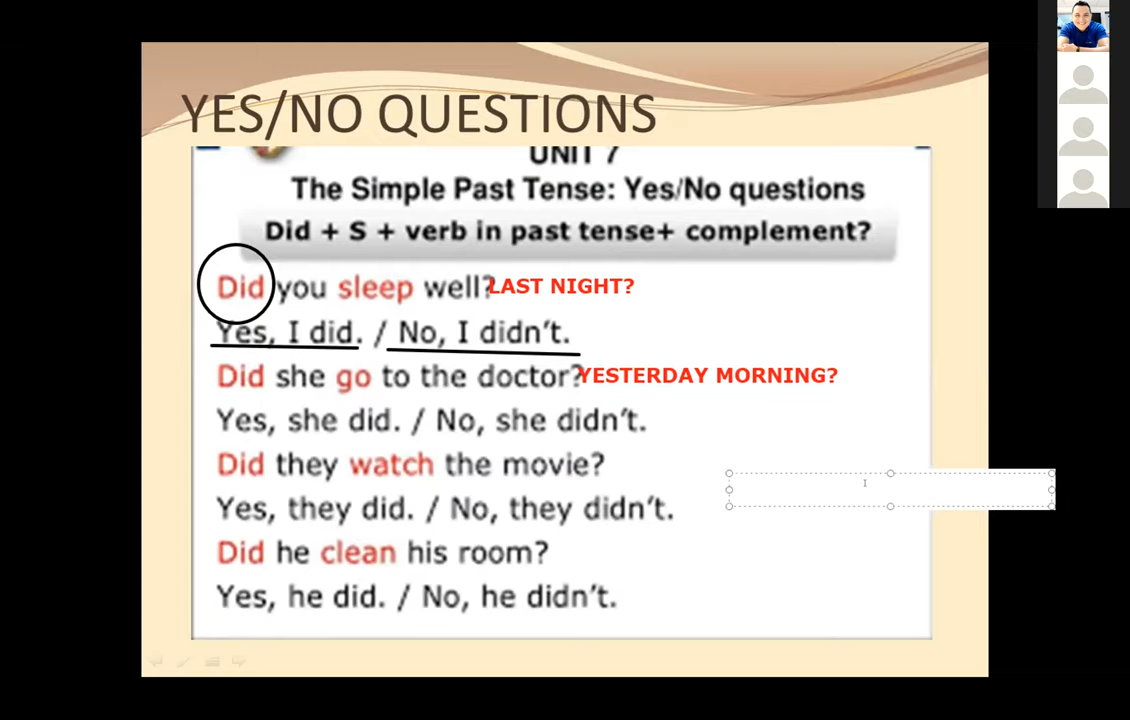 YES/NO QUESTIONS
UNIT 7
The Simple Past Tense: Yes/No questions
Did + S + verb in past tense+ complement?
Did you sleep well? LAST NIGHT?
Yes, I did. / No, I didn't.
Did she go to the doctor? YESTERDAY MORNING?
Yes, she did. / No, she didn't.
Did they watch the movie?
Yes, they did. / No, they didn't.
Did he clean his room?
Yes, he did. / No, he didn't.